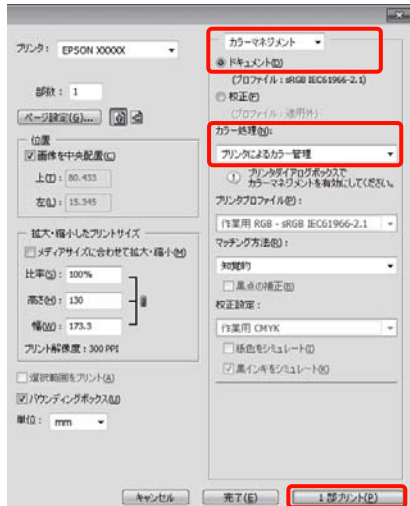 プリンタ: EPSON XXXXX
部数: 1
ページ設定(G)...
位置
画像を中央配置(C)
上(T): 80.433
左(L): 15.345
拡大・縮小したプリントサイズ
メディアサイズに合わせて拡大・縮小(M)
比率(S): 100%
高さ(H): 130
幅(W): 173.3
プリント解像度:300 PPI
選択範囲をプリント(A)
バウンディングボックス(U)
単位: mm
カラーマネジメント
ドキュメント(D)
(プロファイル:sRGB IEC61966-2.1)
校正(F)
(プロファイル:適用外)
カラー処理(N):
プリンタによるカラー管理
プリンタダイアログボックスで
カラーマネジメントを有効にしてください。
プリンタプロファイル(P):
作業用 RGB - sRGB IEC61966-2.1
マッチング方法(R):
知覚的
黒点の補正(B)
校正設定:
作業用 CMYK
紙色をシミュレート(I)
黒インキをシミュレート(K)
キャンセル
完了(E)
1 部プリント(P)